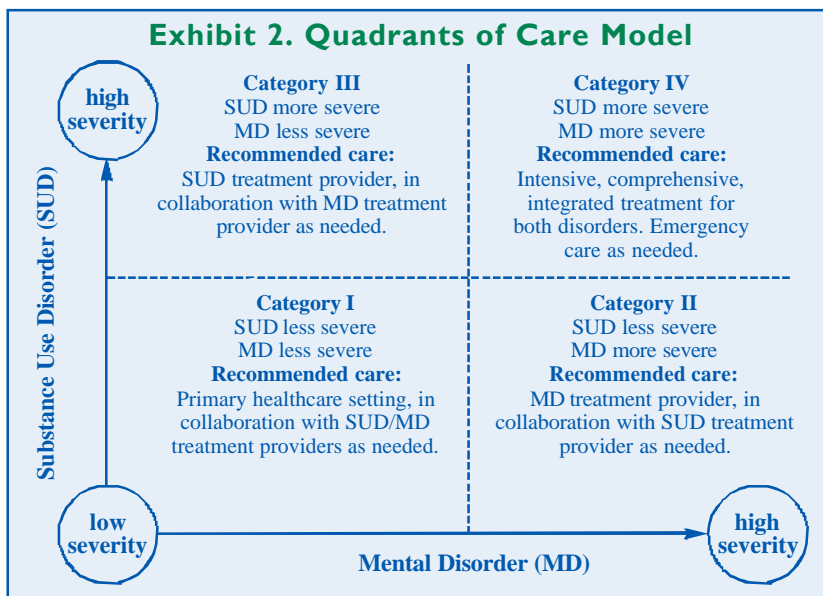 Exhibit 2. Quadrants of Care Model
high
severity
Substance Use Disorder (SUD)
Category III
SUD more severe
MD less severe
Recommended care:
SUD treatment provider, in
collaboration with MD treatment
provider as needed.
Category IV
SUD more severe
MD more severe
Recommended care:
Intensive, comprehensive,
integrated treatment for
both disorders. Emergency
care as needed.
Category I
SUD less severe
MD less severe
Recommended care:
Primary healthcare setting, in
collaboration with SUD/MD
treatment providers as needed.
Category II
SUD less severe
MD more severe
Recommended care:
MD treatment provider, in
collaboration with SUD treatment
provider as needed.
low
severity
Mental Disorder (MD)
high
severity